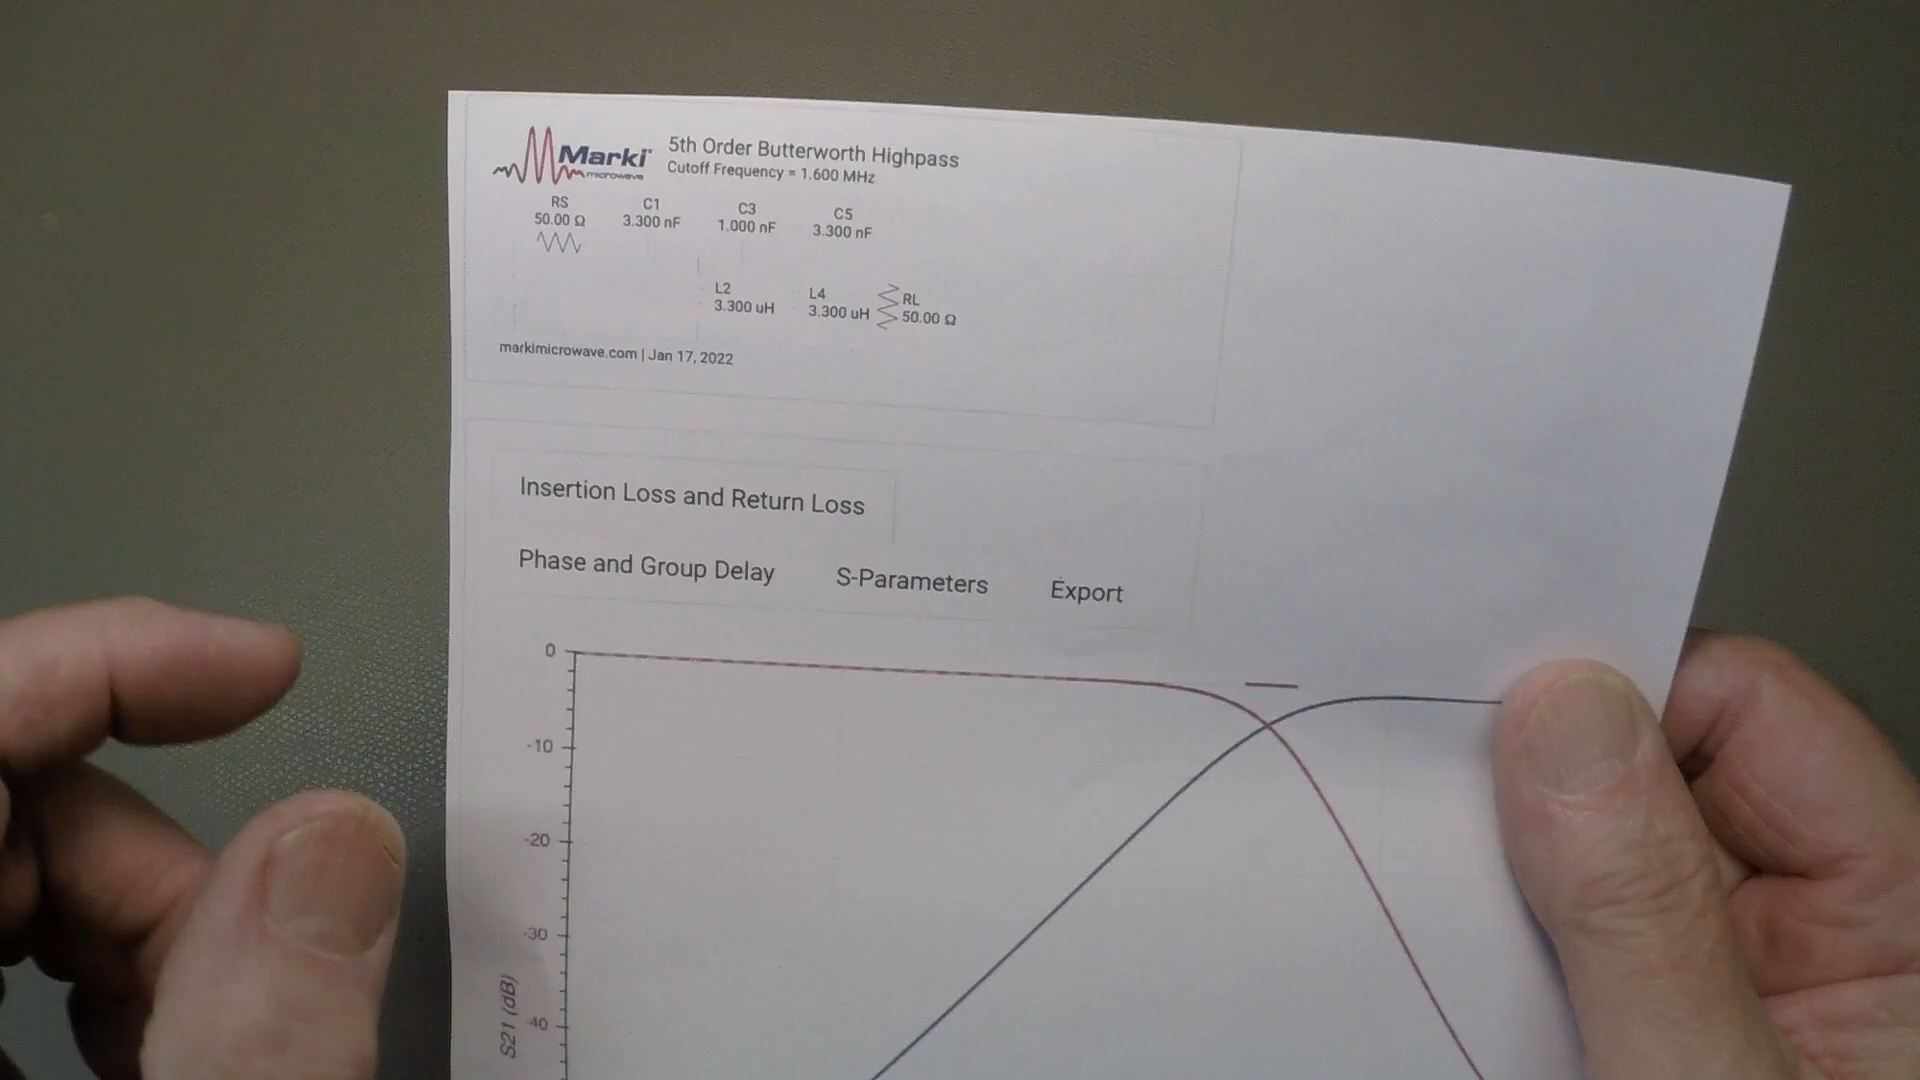 Marki
microwave
5th Order Butterworth Highpass
Cutoff Frequency = 1.600 MHz
RS
50.00 Ω
C1
3.300 nF
C3
1.000 nF
C5
3.300 nF
L2
3.300 uH
L4
3.300 uH
RL
50.00 Ω
markimicrowave.com | Jan 17, 2022
Insertion Loss and Return Loss
Phase and Group Delay
S-Parameters
Export
0
-10
-20
-30
-40
S21 (dB)